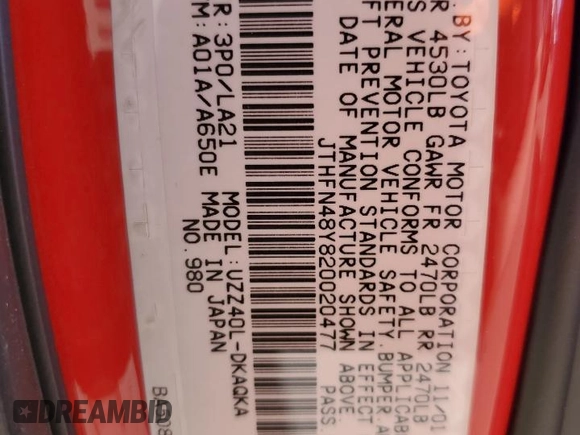 . BY:TOYOTA MOTOR CORPORATION 11/01
R 4530LB GAWR FR 2470LB RR 2470LB
S VEHICLE CONFORMS TO ALL APPLICAB
ERAL MOTOR VEHICLE SAFETY.BUMPER.A
FT PREVENTION STANDARDS IN EFFECT
DATE OF MANUFACTURE SHOWN ABOVE.
JTHFN48Y820020477 PASS.
R: 3P0/LA21 MODEL:UZZ40L-DKAQKA
M: A01A/A650E MADE IN JAPAN
NO.980
DREAMBID